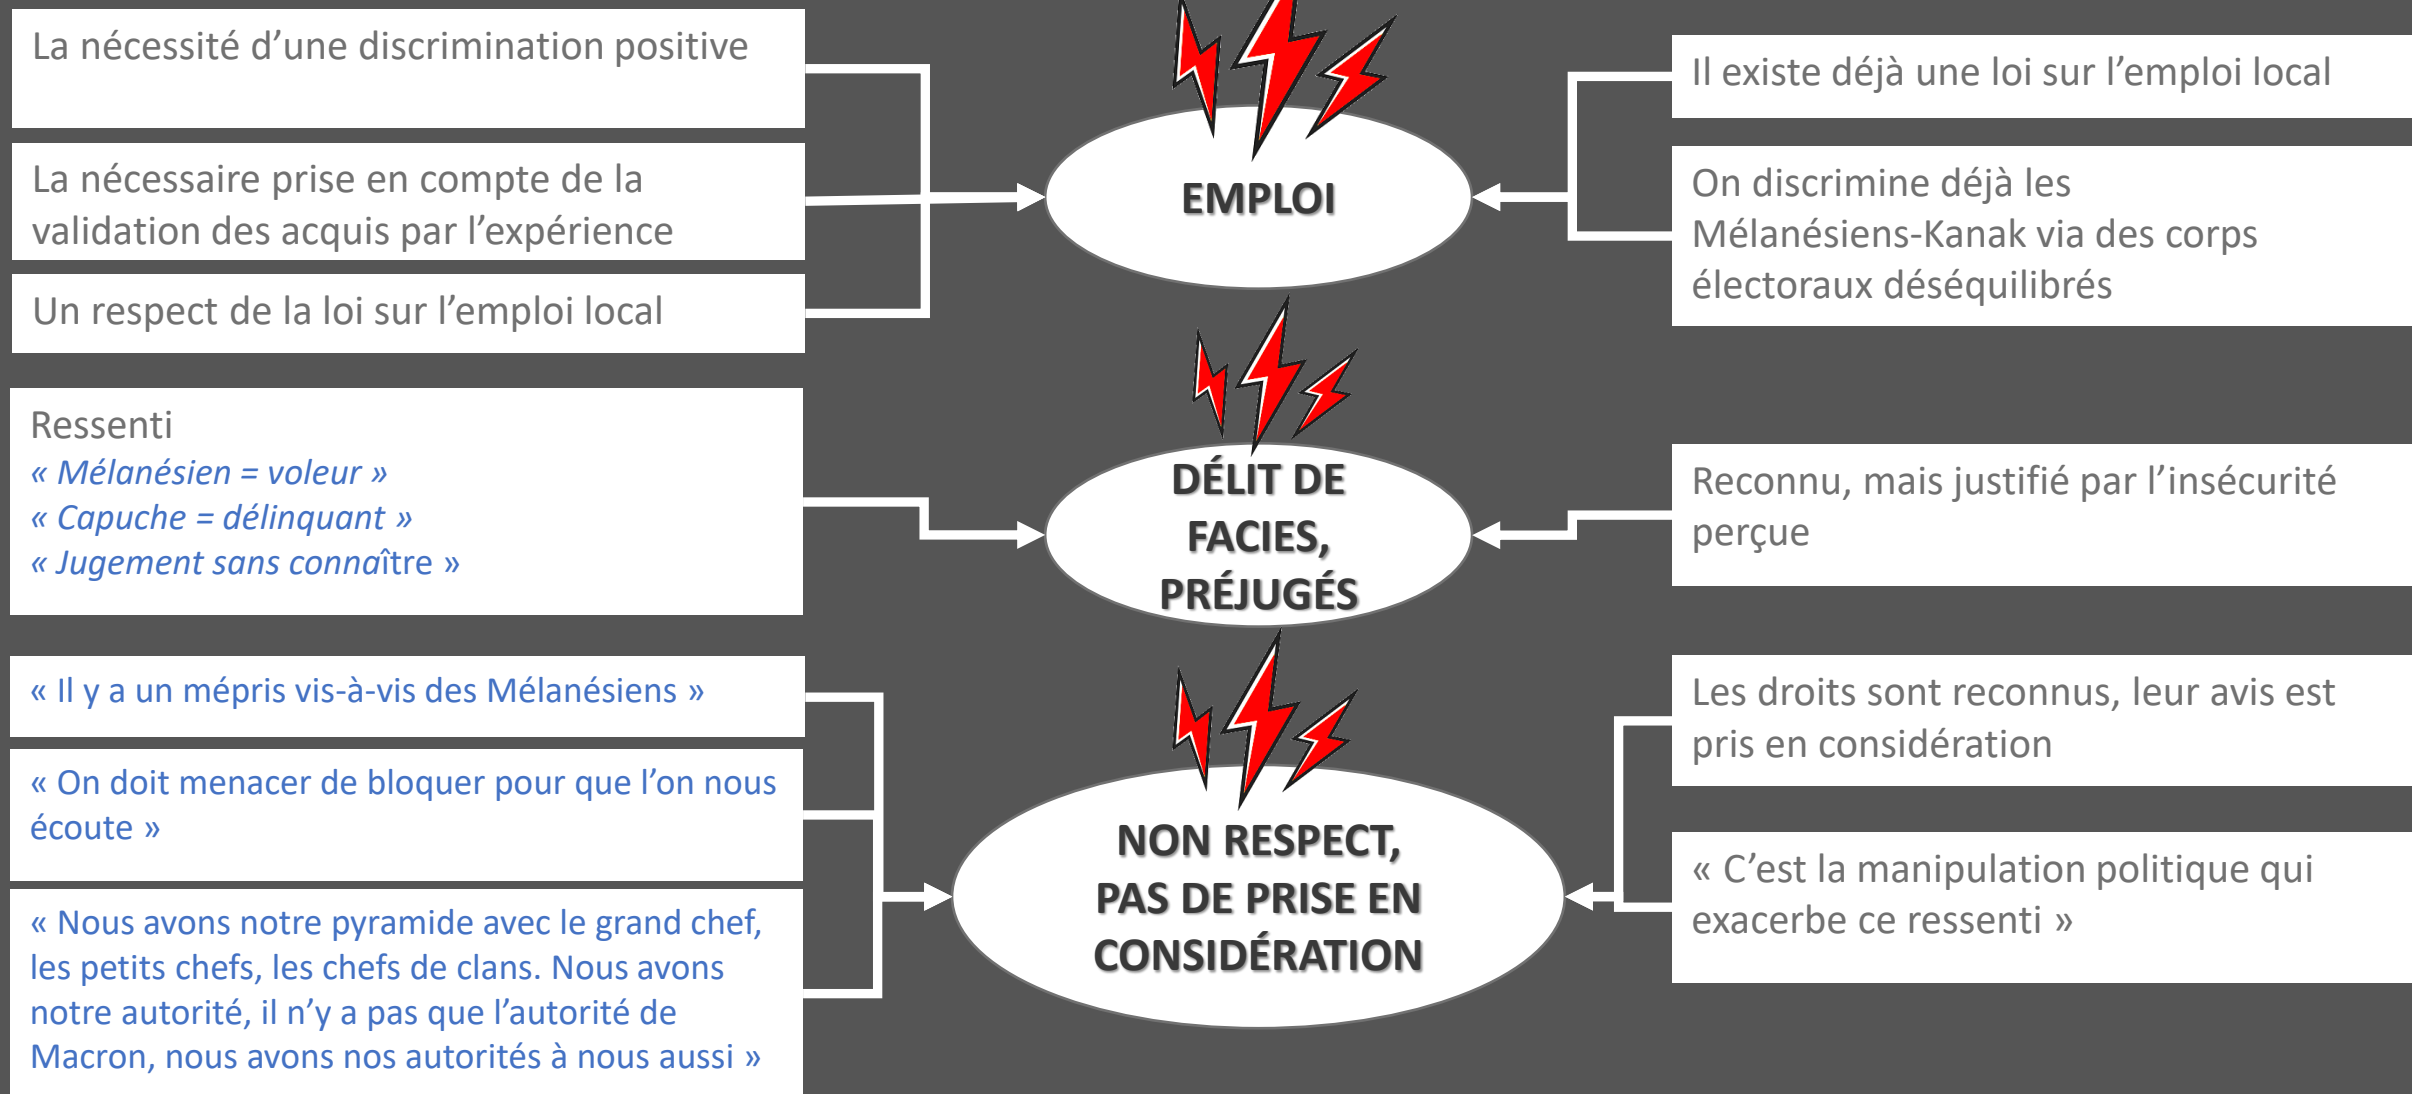 La nécessité d’une discrimination positive
La nécessaire prise en compte de la
validation des acquis par l’expérience
Un respect de la loi sur l’emploi local
EMPLOI
Il existe déjà une loi sur l’emploi local
On discrimine déjà les
Mélanésiens-Kanak via des corps
électoraux déséquilibrés
Ressenti
« Mélanésien = voleur »
« Capuche = délinquant »
« Jugement sans connaître »
DÉLIT DE
FACIES,
PRÉJUGÉS
Reconnu, mais justifié par l’insécurité
perçue
« Il y a un mépris vis-à-vis des Mélanésiens »
« On doit menacer de bloquer pour que l’on nous
écoute »
« Nous avons notre pyramide avec le grand chef,
les petits chefs, les chefs de clans. Nous avons
notre autorité, il n’y a pas que l’autorité de
Macron, nous avons nos autorités à nous aussi »
NON RESPECT,
PAS DE PRISE EN
CONSIDÉRATION
Les droits sont reconnus, leur avis est
pris en considération
« C’est la manipulation politique qui
exacerbe ce ressenti »